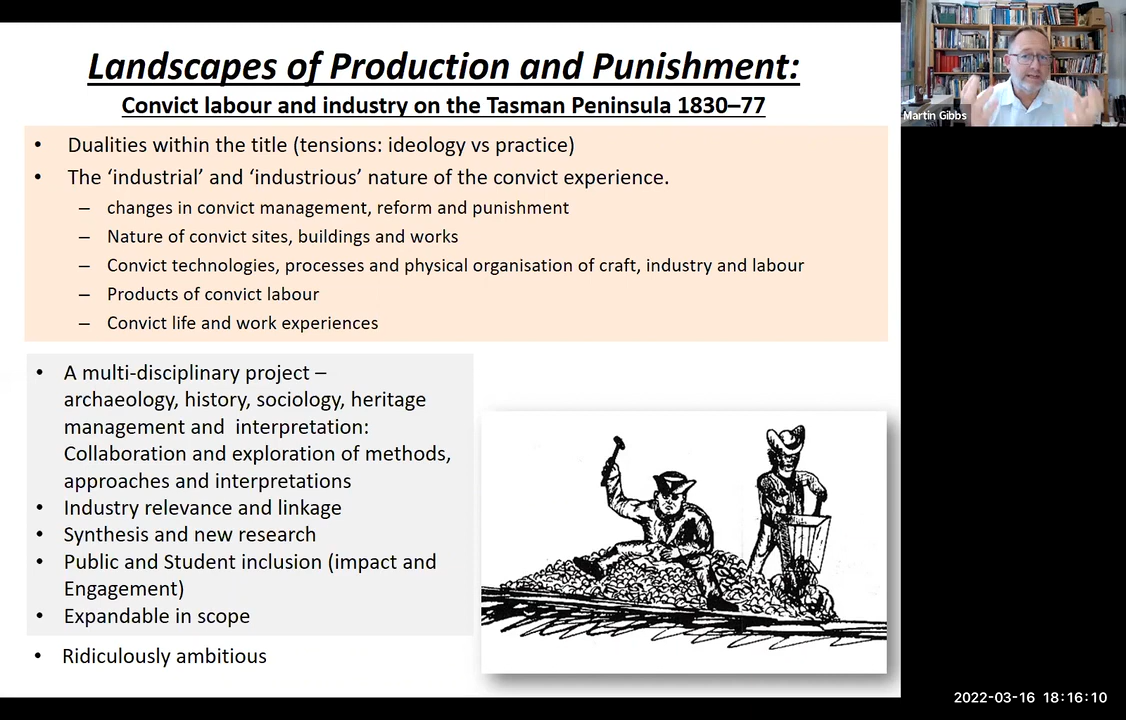 Landscapes of Production and Punishment:
Convict labour and industry on the Tasman Peninsula 1830–77
• Dualities within the title (tensions: ideology vs practice)
• The ‘industrial’ and ‘industrious’ nature of the convict experience.
– changes in convict management, reform and punishment
– Nature of convict sites, buildings and works
– Convict technologies, processes and physical organisation of craft, industry and labour
– Products of convict labour
– Convict life and work experiences
• A multi-disciplinary project –
archaeology, history, sociology, heritage
management and interpretation:
Collaboration and exploration of methods,
approaches and interpretations
• Industry relevance and linkage
• Synthesis and new research
• Public and Student inclusion (impact and
Engagement)
• Expandable in scope
• Ridiculously ambitious
Martin Gibbs
2022-03-16 18:16:10